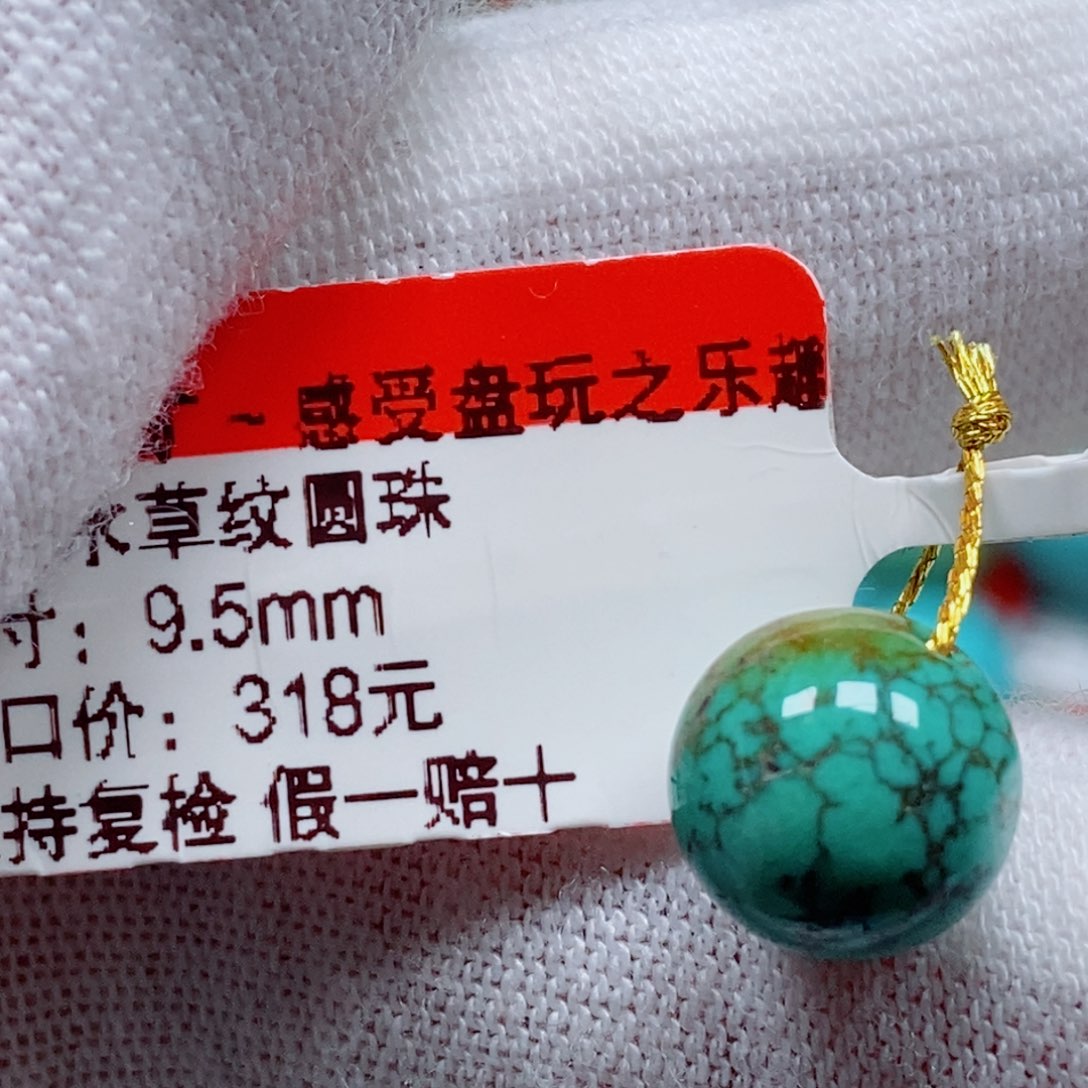 ~感受盘玩之乐趣
水草纹圆珠
寸：9.5mm
口价：318元
持复检 假一赔十